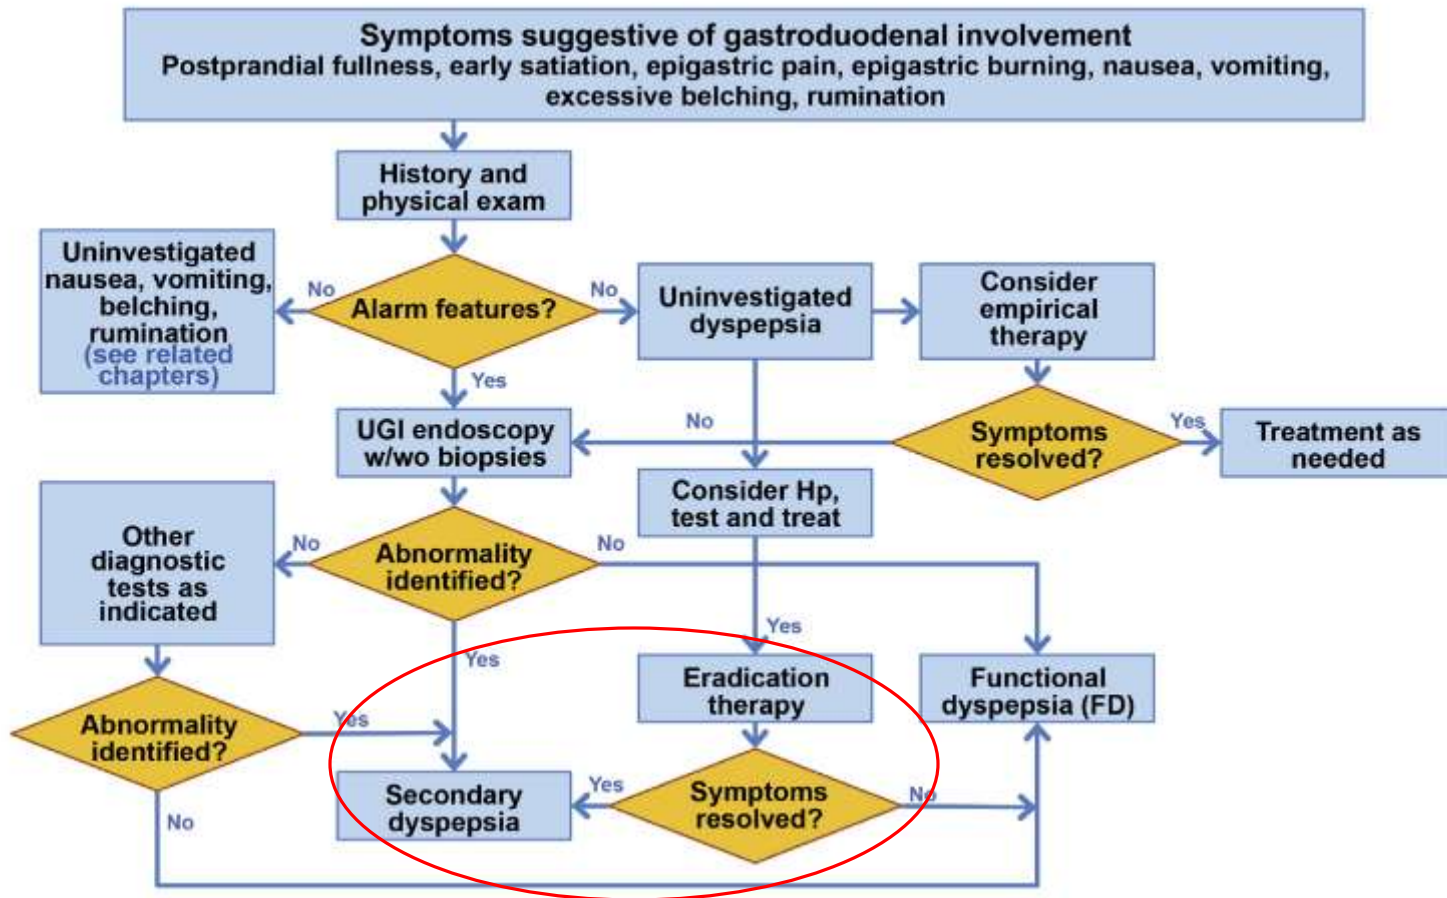 Symptoms suggestive of gastroduodenal involvement
Postprandial fullness, early satiation, epigastric pain, epigastric burning, nausea, vomiting,
excessive belching, rumination
History and
physical exam
Uninvestigated
nausea, vomiting,
belching,
rumination
(see related
chapters)
No
Alarm features?
No
Uninvestigated
dyspepsia
Consider
empirical
therapy
Yes
UGI endoscopy
w/wo biopsies
No
Symptoms
resolved?
Yes
Treatment as
needed
Consider Hp,
test and treat
Other
diagnostic
tests as
indicated
No
Abnormality
identified?
No
Yes
Yes
Eradication
therapy
Functional
dyspepsia (FD)
Abnormality
identified?
Yes
Secondary
dyspepsia
Yes
Symptoms
resolved?
No
No